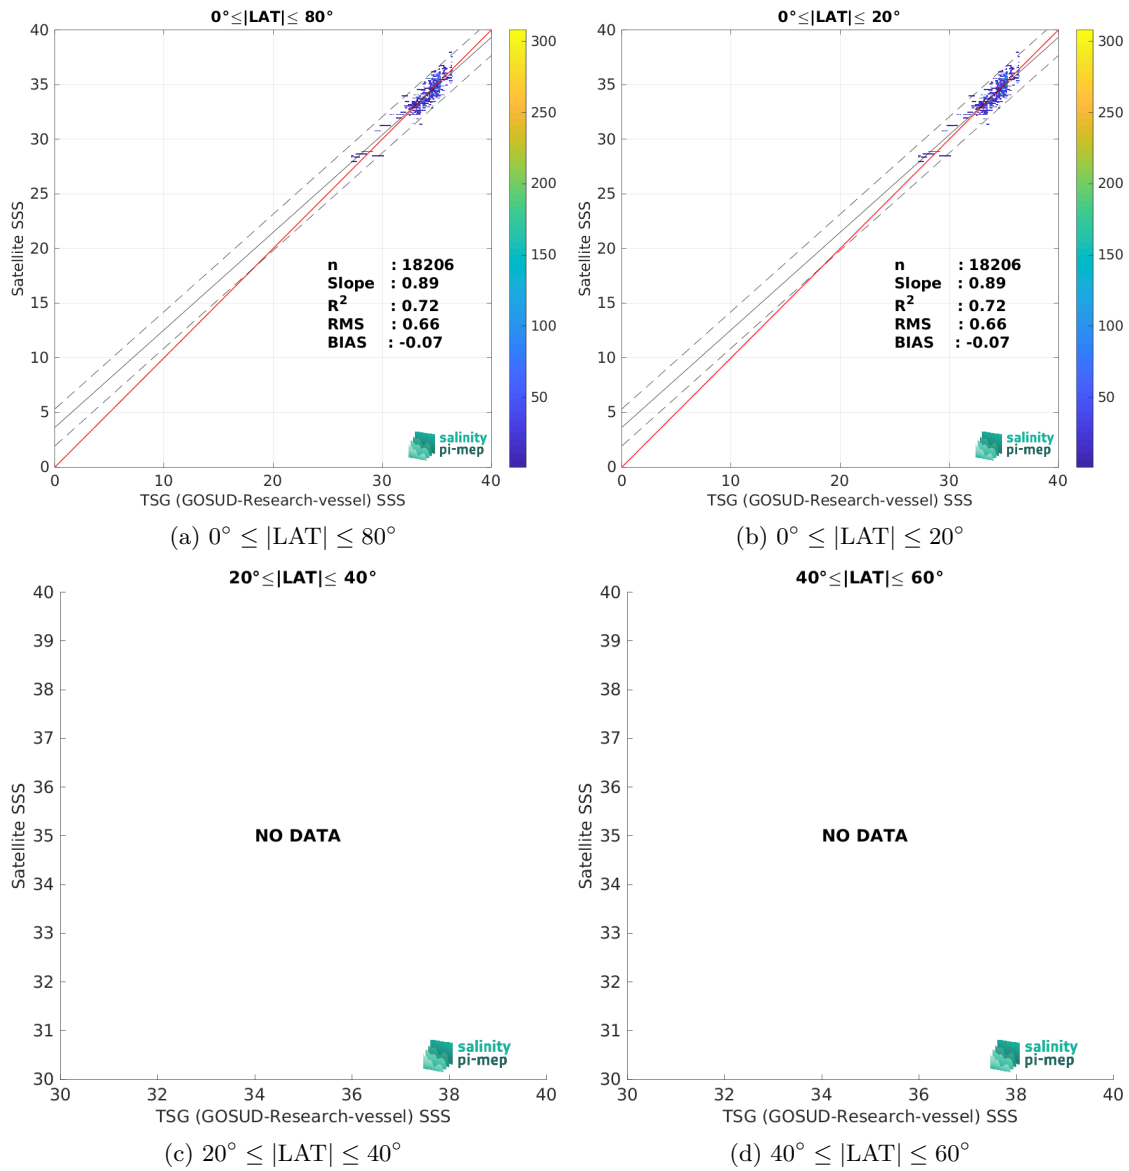 0°≤|LAT|≤ 80°
40
35
30
25
20
15
10
5
0
Satellite SSS
n : 18206
Slope : 0.89
R2 : 0.72
RMS : 0.66
BIAS : -0.07
salinity
pi-mep
0 10 20 30 40
TSG (GOSUD-Research-vessel) SSS
300
250
200
150
100
50
(a) 0° ≤ |LAT| ≤ 80°
0°≤|LAT|≤ 20°
40
35
30
25
20
15
10
5
0
Satellite SSS
n : 18206
Slope : 0.89
R2 : 0.72
RMS : 0.66
BIAS : -0.07
salinity
pi-mep
0 10 20 30 40
TSG (GOSUD-Research-vessel) SSS
300
250
200
150
100
50
(b) 0° ≤ |LAT| ≤ 20°
20°≤|LAT|≤ 40°
40
39
38
37
36
35
34
33
32
31
30
Satellite SSS
NO DATA
salinity
pi-mep
30 32 34 36 38 40
TSG (GOSUD-Research-vessel) SSS
(c) 20° ≤ |LAT| ≤ 40°
40°≤|LAT|≤ 60°
40
39
38
37
36
35
34
33
32
31
30
Satellite SSS
NO DATA
salinity
pi-mep
30 32 34 36 38 40
TSG (GOSUD-Research-vessel) SSS
(d) 40° ≤ |LAT| ≤ 60°